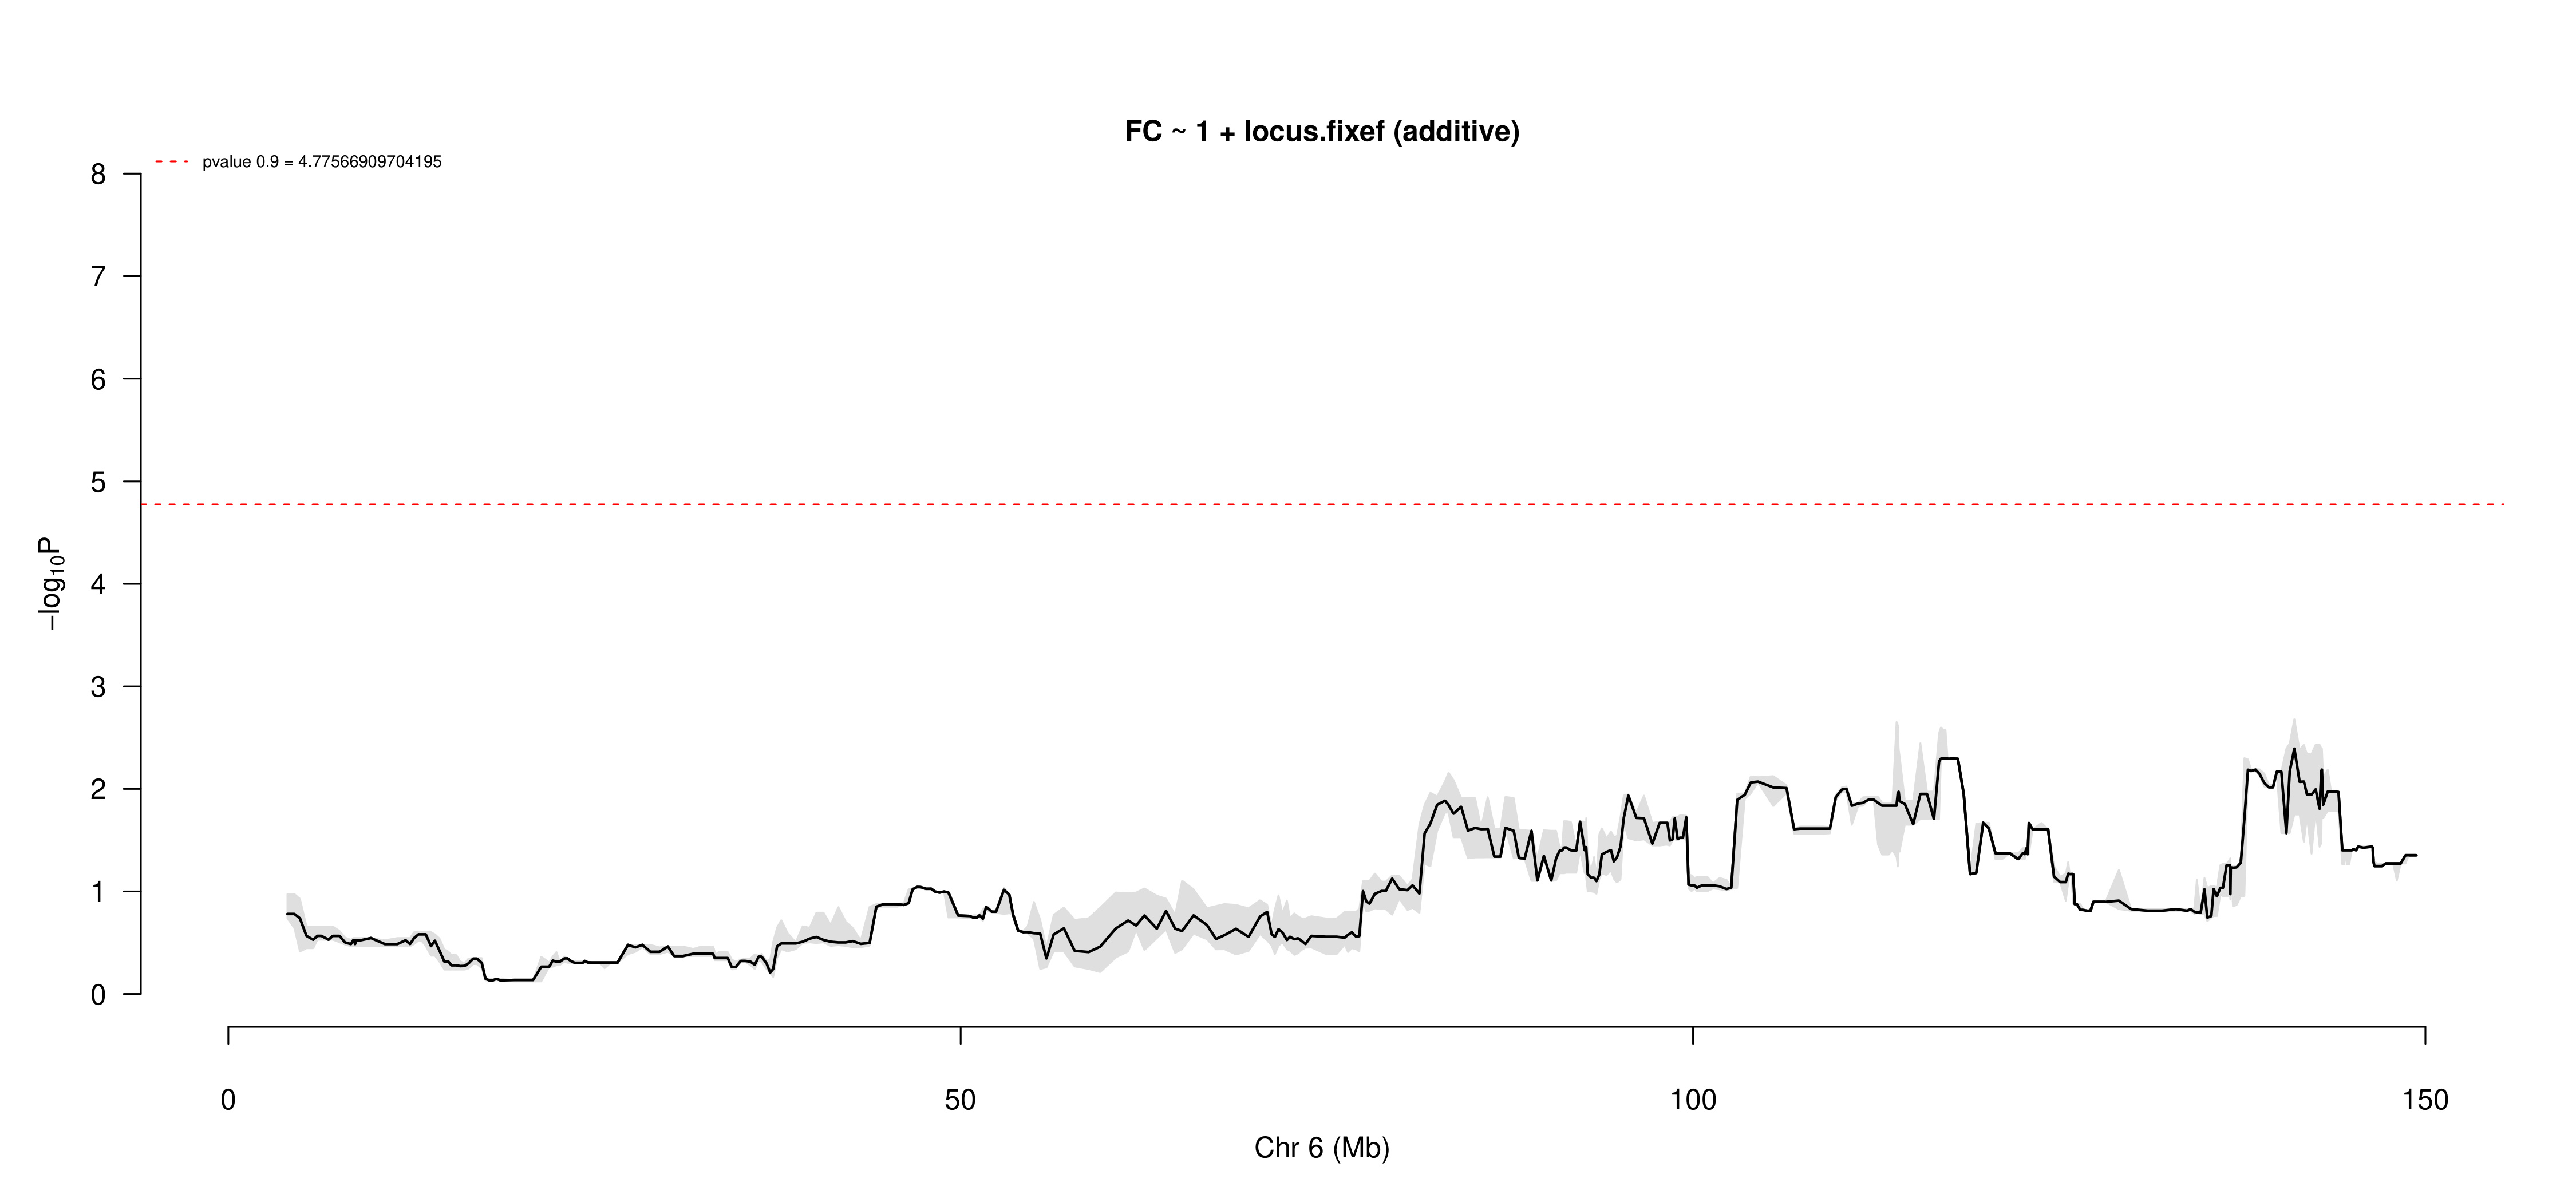 FC ~ 1 + locus.fixef (additive)
pvalue 0.9 = 4.77566909704195
8
7
6
5
4
3
2
1
0
−log10P
0 50 100 150
Chr 6 (Mb)